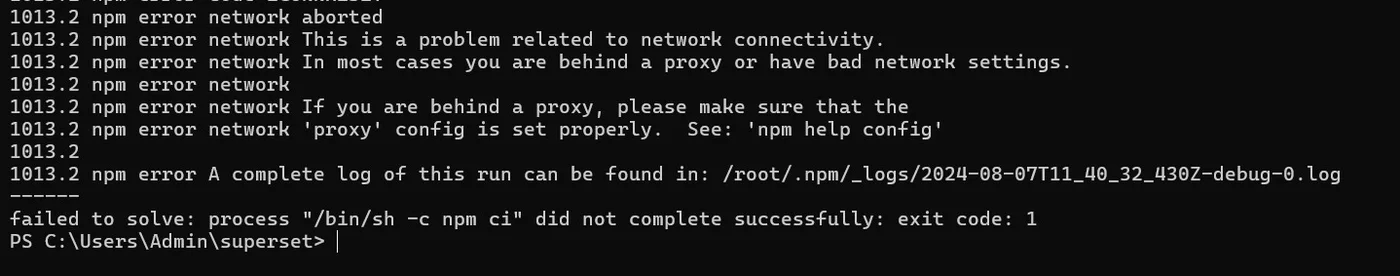 1013.2 npm error network aborted
1013.2 npm error network This is a problem related to network connectivity.
1013.2 npm error network In most cases you are behind a proxy or have bad network settings.
1013.2 npm error network
1013.2 npm error network If you are behind a proxy, please make sure that the
1013.2 npm error network 'proxy' config is set properly.  See: 'npm help config'
1013.2
1013.2 npm error A complete log of this run can be found in: /root/.npm/_logs/2024-08-07T11_40_32_430Z-debug-0.log
------
failed to solve: process "/bin/sh -c npm ci" did not complete successfully: exit code: 1
PS C:\Users\Admin\superset>